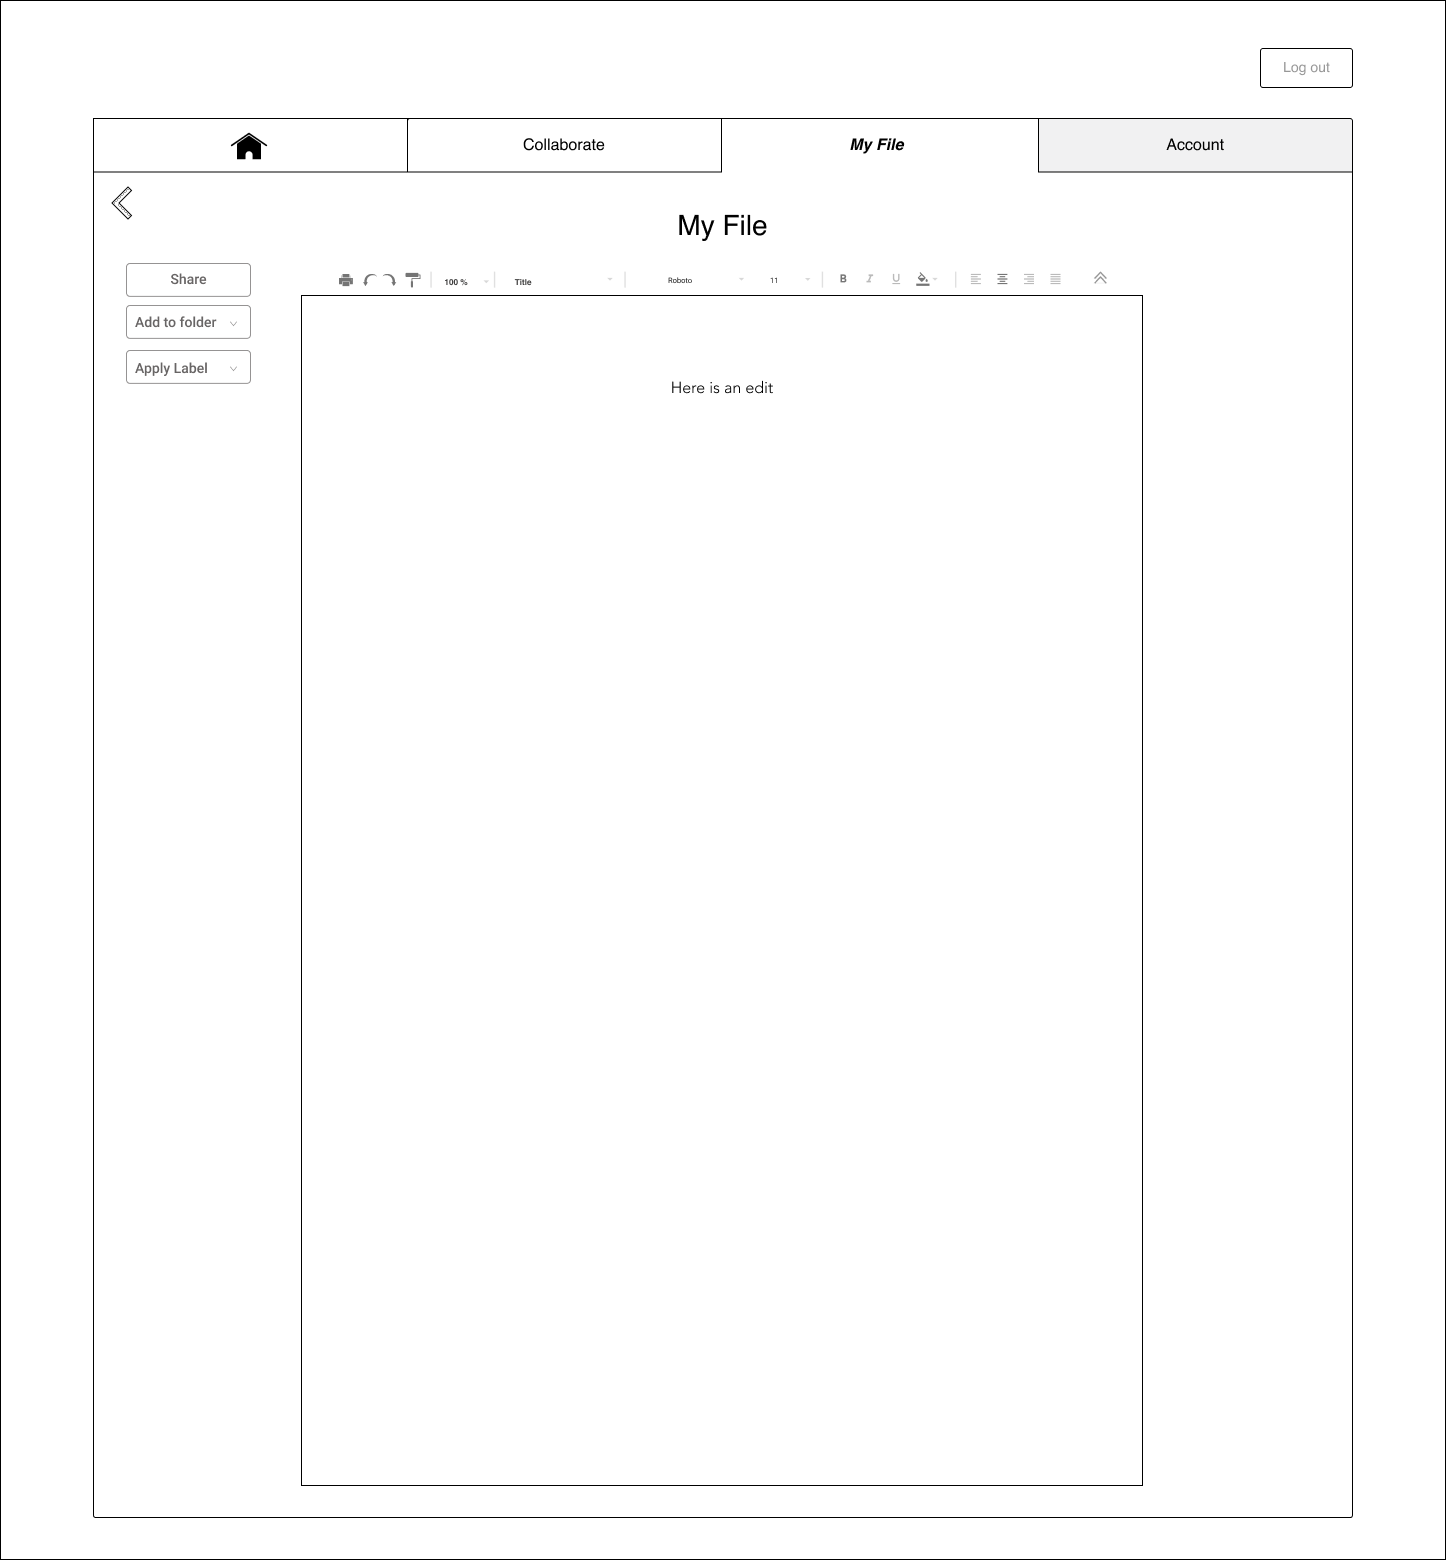 Log out
Collaborate
My File
Account
My File
Share
100 %
Title
Roboto
11
B
I
U
Add to folder
Apply Label
Here is an edit